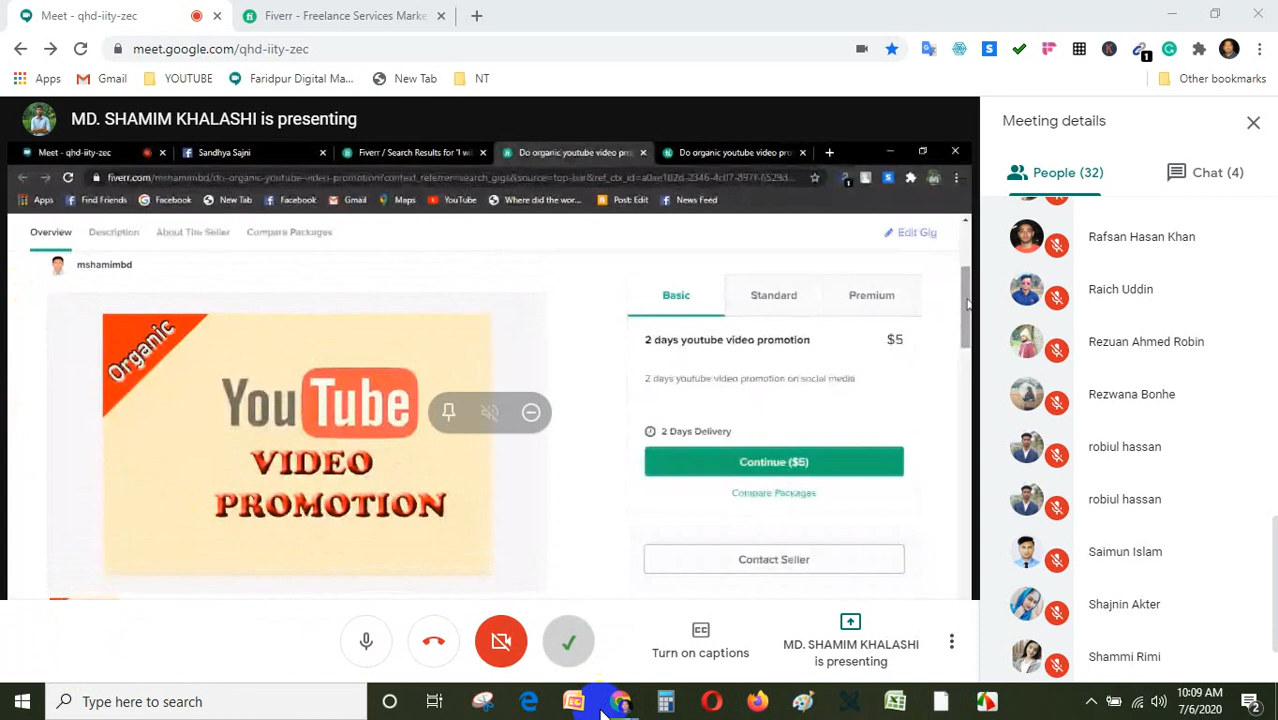 Meet - qhd-iity-zec
Fiverr - Freelance Services Marke
meet.google.com/qhd-iity-zec
1
Apps
Gmail
YOUTUBE
Faridpur Digital Ma...
New Tab
NT
Other bookmarks
MD. SHAMIM KHALASHI is presenting
Meeting details
Meet - qhd-iity-zec
Sandhya Sajni
Fiverr / Search Results for "I wil
Do organic youtube video pro
Do organic youtube video pro
Apps
Find Friends
Facebook
New Tab
Facebook
Gmail
Maps
YouTube
Where did the wor...
Post Edit
News Feed
People (32)
Chat (4)
Overview
Description
About The Seller
Compare Packages
Edit Gig
mshamimbd
Organic
YouTube
VIDEO
PROMOTION
Basic
Standard
Premium
2 days youtube video promotion
$5
2 days youtube video promotion on social media
2 Days Delivery
Continue ($5)
Compare Packages
Contact Seller
Rafsan Hasan Khan
Raich Uddin
Rezuan Ahmed Robin
Rezwana Bonhe
robiul hassan
robiul hassan
Saimun Islam
Shajnin Akter
Shammi Rimi
Turn on captions
MD. SHAMIM KHALASHI
is presenting
Type here to search
10:09 AM
7/6/2020
2